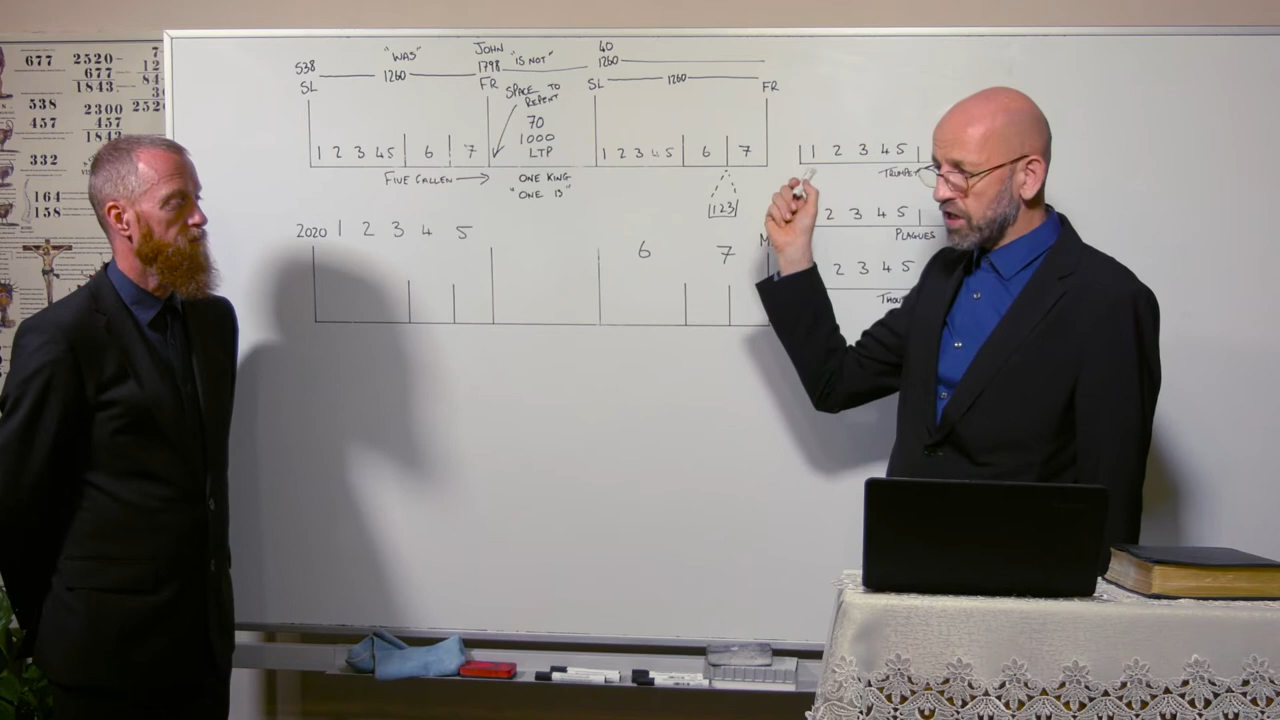 677 2520
677
1843
538 2300
457 457
1843
332
164
158
"WAS" JOHN "IS NOT" 40
538 1260 1798 1260
SL FR SL 1260 FR
SPACE TO
REPENT
70
1000
LTP
1 2 3 4 5 6 7 1 2 3 4 5 6 7 1 2 3 4 5
FIVE FALLEN ONE KING
"ONE IS"
1 2 3
2 3 4 5
PLAGUES
2020 1 2 3 4 5 6 7
2 3 4 5